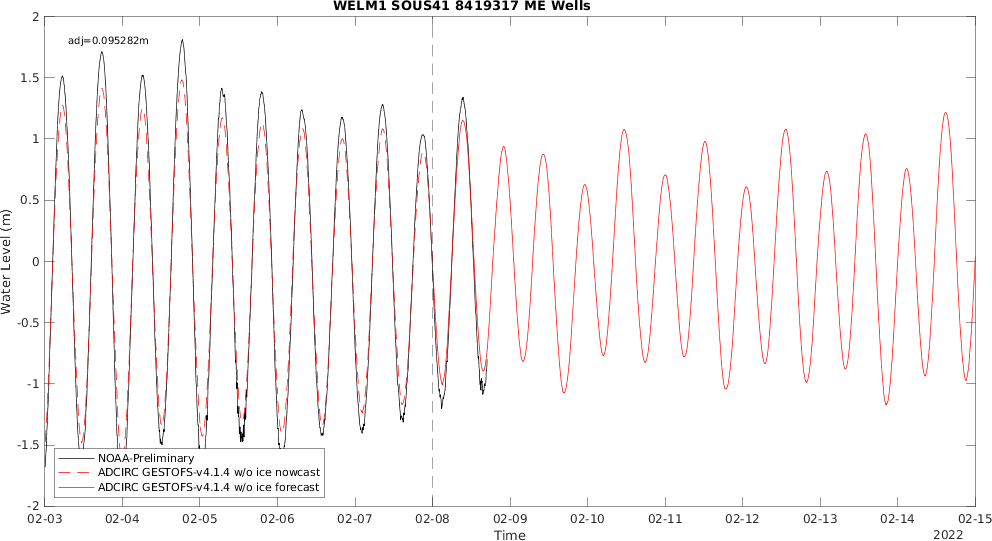 WELM1 SOUS41 8419317 ME Wells
adj=0.095282m
2
1.5
1
0.5
0
-0.5
-1
-1.5
-2
Water Level (m)
NOAA-Preliminary
ADCIRC GESTOFS-v4.1.4 w/o ice nowcast
ADCIRC GESTOFS-v4.1.4 w/o ice forecast
02-03 02-04 02-05 02-06 02-07 02-08 02-09 02-10 02-11 02-12 02-13 02-14 02-15
Time
2022